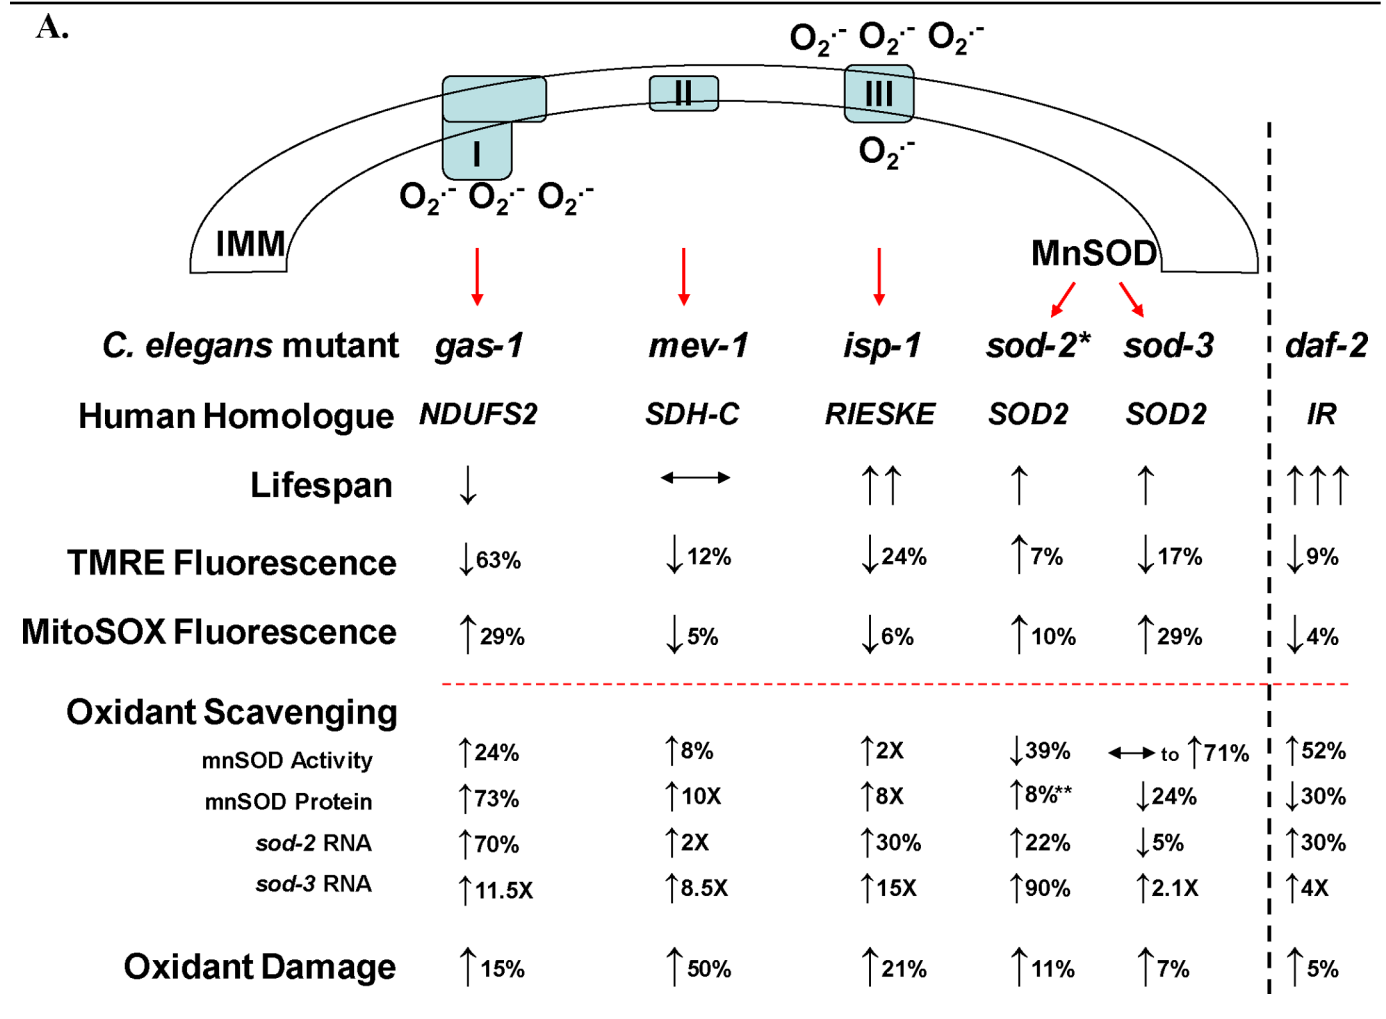 A.
O2·- O2·- O2·-
II
III
I
O2·-
O2·- O2·- O2·-
IMM
MnSOD
C. elegans mutant gas-1 mev-1 isp-1 sod-2* sod-3 daf-2
Human Homologue NDUFS2 SDH-C RIESKE SOD2 SOD2 IR
Lifespan ↓ ↔ ↑↑ ↑ ↑ ↑↑↑
TMRE Fluorescence ↓63% ↓12% ↓24% ↑7% ↓17% ↓9%
MitoSOX Fluorescence ↑29% ↓5% ↓6% ↑10% ↑29% ↓4%
Oxidant Scavenging
mnSOD Activity ↑24% ↑8% ↑2X ↓39% ↔ to ↑71% ↑52%
mnSOD Protein ↑73% ↑10X ↑8X ↑8%** ↓24% ↓30%
sod-2 RNA ↑70% ↑2X ↑30% ↑22% ↓5% ↑30%
sod-3 RNA ↑11.5X ↑8.5X ↑15X ↑90% ↑2.1X ↑4X
Oxidant Damage ↑15% ↑50% ↑21% ↑11% ↑7% ↑5%